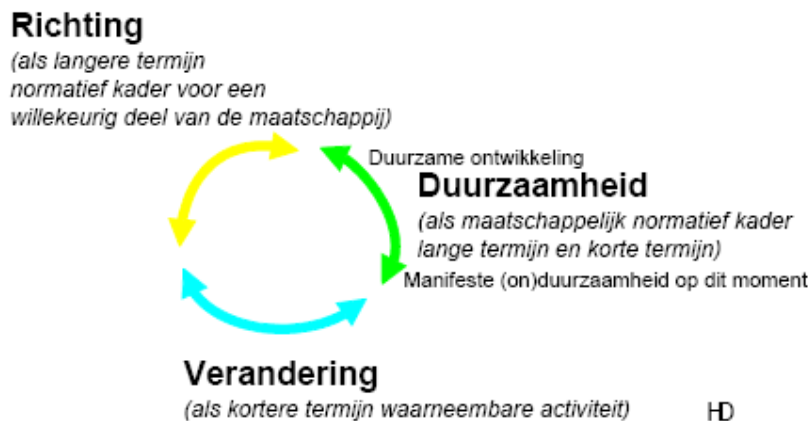 Richting
(als langere termijn
normatief kader voor een
willekeurig deel van de maatschappij)
Duurzame ontwikkeling
Duurzaamheid
(als maatschappelijk normatief kader
lange termijn en korte termijn)
Manifeste (on)duurzaamheid op dit moment
Verandering
(als kortere termijn waarneembare activiteit)
HD